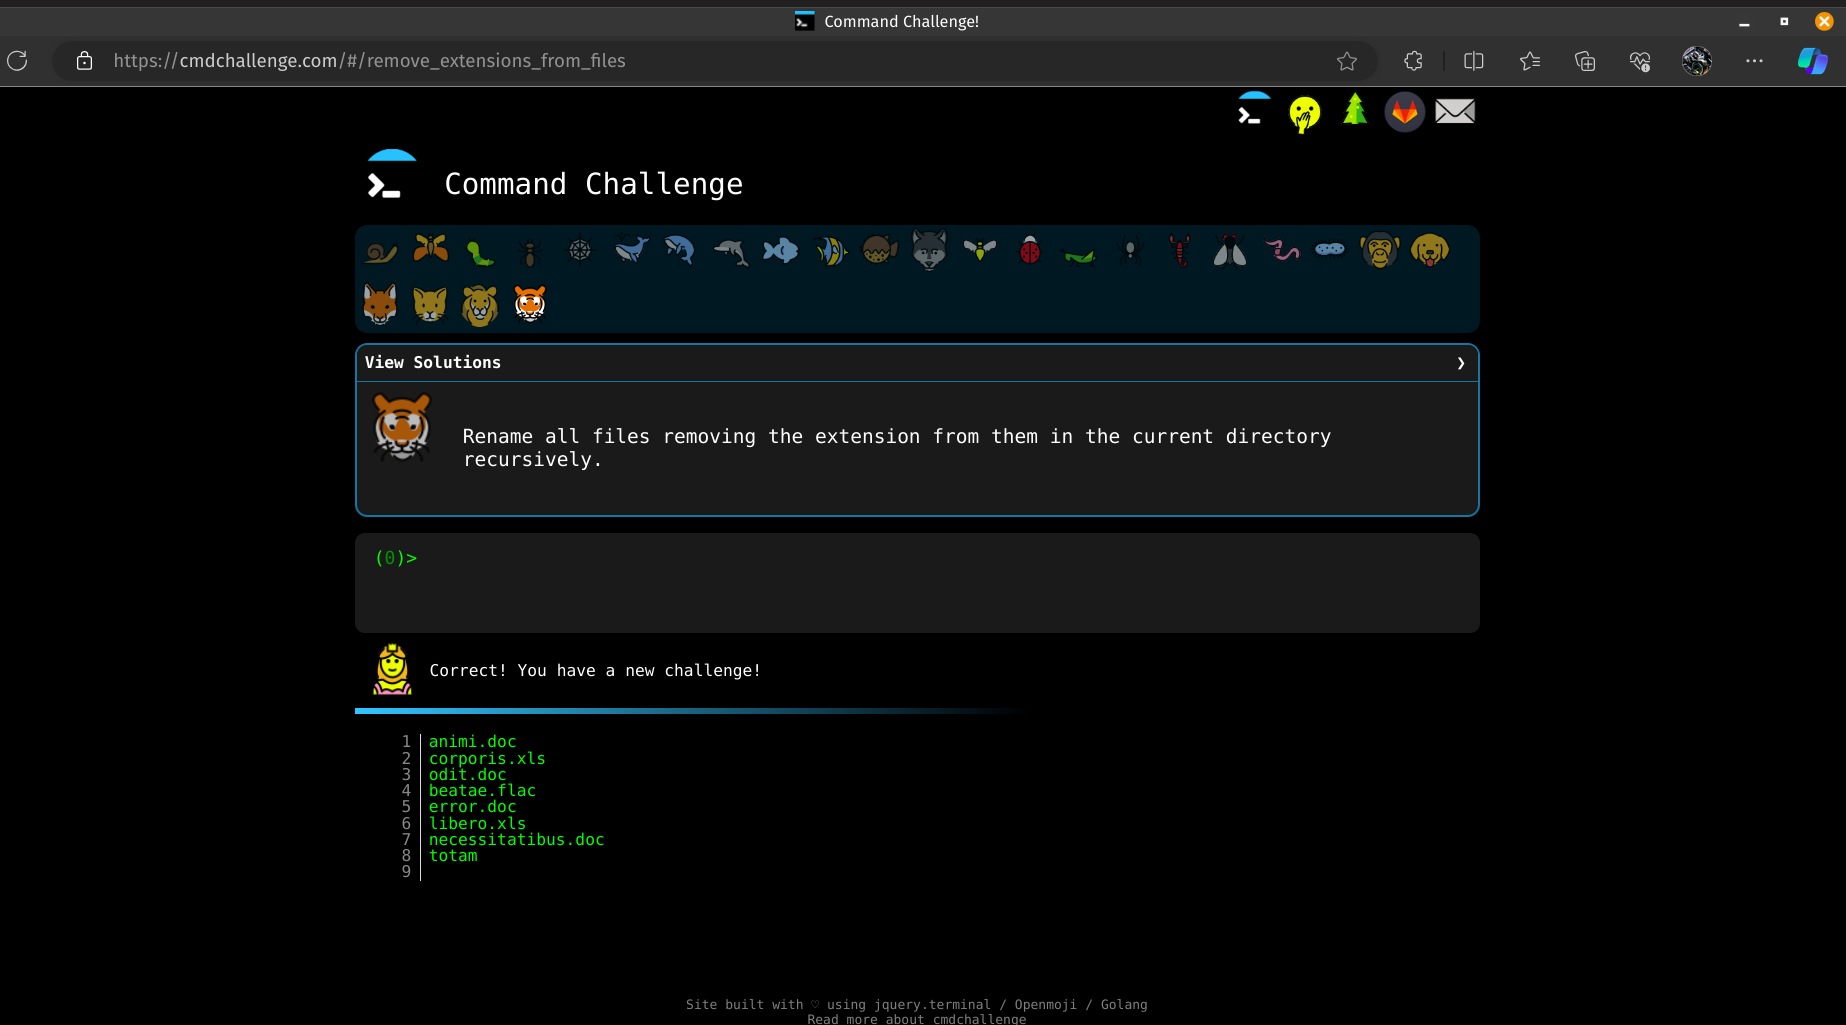 Command Challenge!
https://cmdchallenge.com/#/remove_extensions_from_files
Command Challenge
View Solutions
Rename all files removing the extension from them in the current directory
recursively.
(0)>
Correct! You have a new challenge!
1 animi.doc
2 corporis.xls
3 odit.doc
4 beatae.flac
5 error.doc
6 libero.xls
7 necessitatibus.doc
8 totam
9
Site built with ♡ using jquery.terminal / Openmoji / Golang
Read more about cmdchallenge